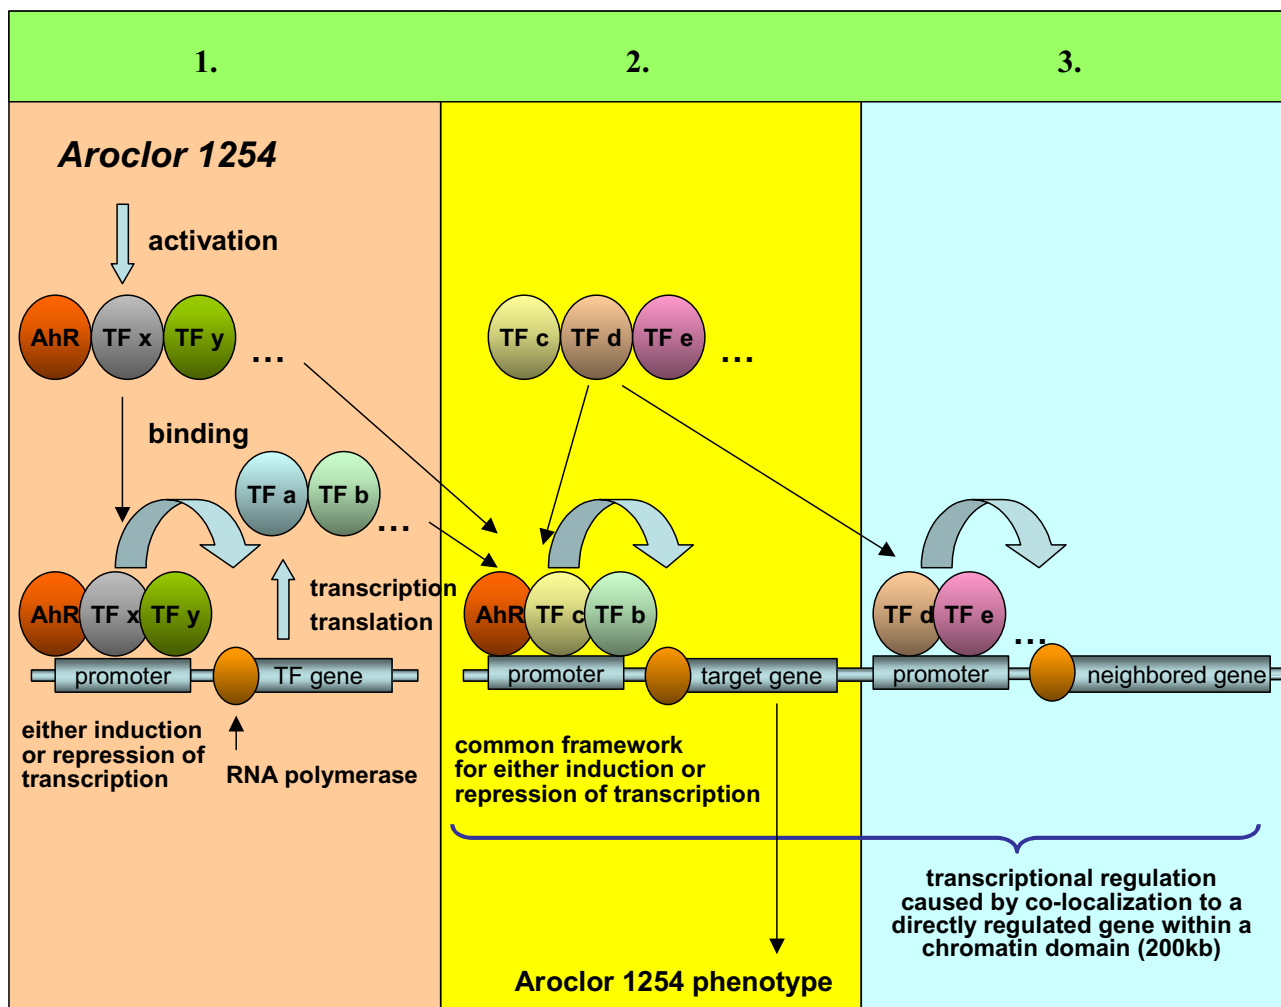 1.
2.
3.
Aroclor 1254
activation
AhR
TF x
TF y
...
binding
TF a
TF b
...
AhR
TF x
TF y
transcription
translation
promoter
TF gene
either induction
or repression of
transcription
RNA polymerase
TF c
TF d
TF e
...
AhR
TF c
TF b
promoter
target gene
common framework
for either induction or
repression of transcription
Aroclor 1254 phenotype
TF d
TF e
...
promoter
neighbored gene
transcriptional regulation
caused by co-localization to a
directly regulated gene within a
chromatin domain (200kb)